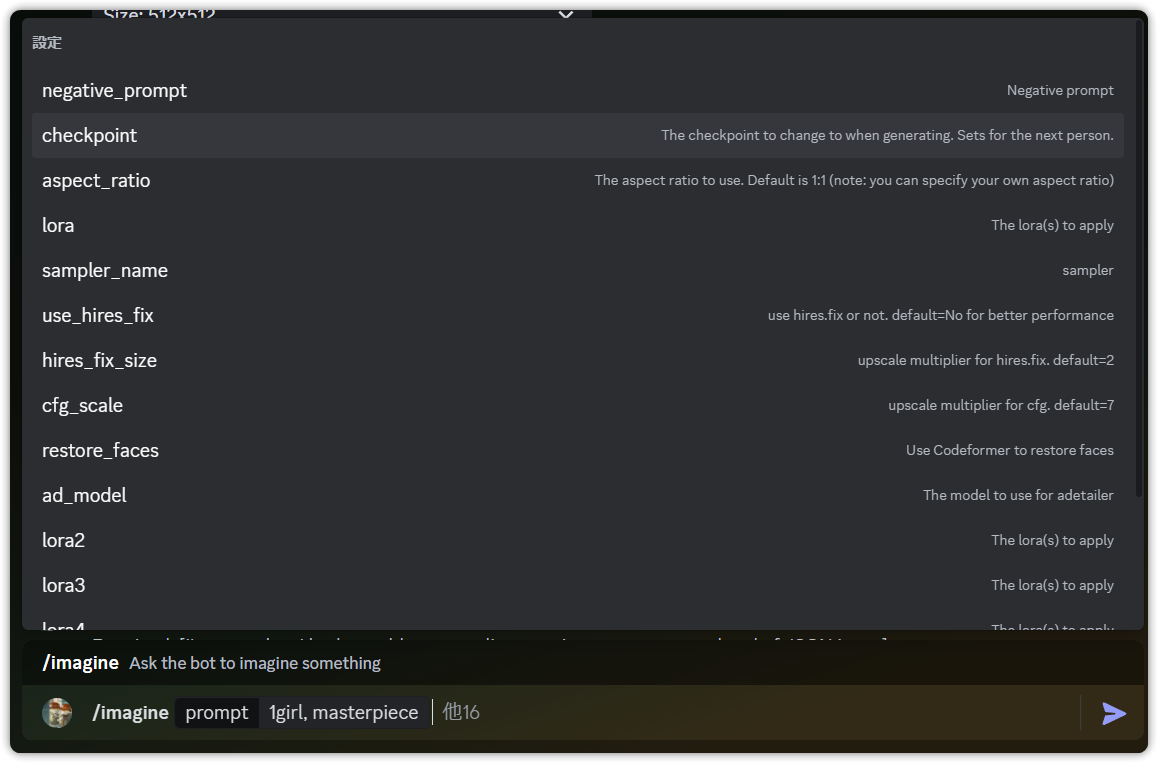 Size: 512x512
設定
negative_prompt Negative prompt
checkpoint The checkpoint to change to when generating. Sets for the next person.
aspect_ratio The aspect ratio to use. Default is 1:1 (note: you can specify your own aspect ratio)
lora The lora(s) to apply
sampler_name sampler
use_hires_fix use hires.fix or not. default=No for better performance
hires_fix_size upscale multiplier for hires.fix. default=2
cfg_scale upscale multiplier for cfg. default=7
restore_faces Use Codeformer to restore faces
ad_model The model to use for adetailer
lora2 The lora(s) to apply
lora3 The lora(s) to apply
lora4 The lora(s) to apply
/imagine Ask the bot to imagine something
/imagine prompt 1girl, masterpiece 他16